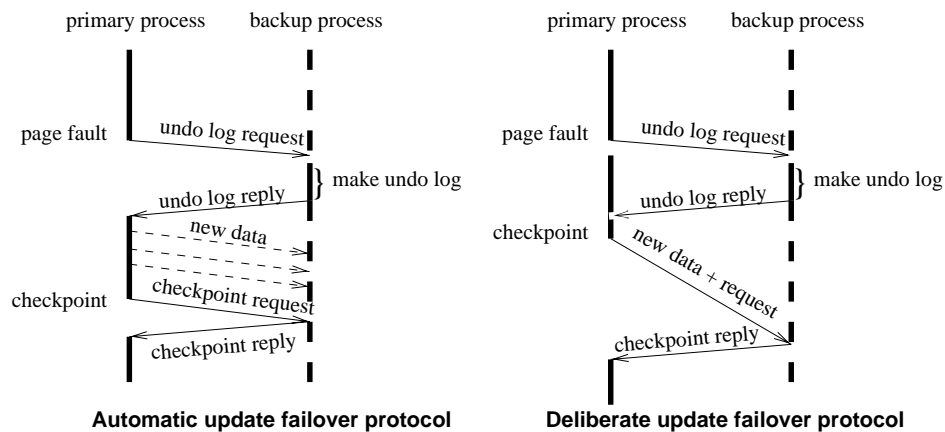 primary process
backup process
page fault
undo log request
make undo log
undo log reply
new data
checkpoint
checkpoint request
checkpoint reply
Automatic update failover protocol
primary process
backup process
page fault
undo log request
make undo log
undo log reply
checkpoint
new data + request
checkpoint reply
Deliberate update failover protocol